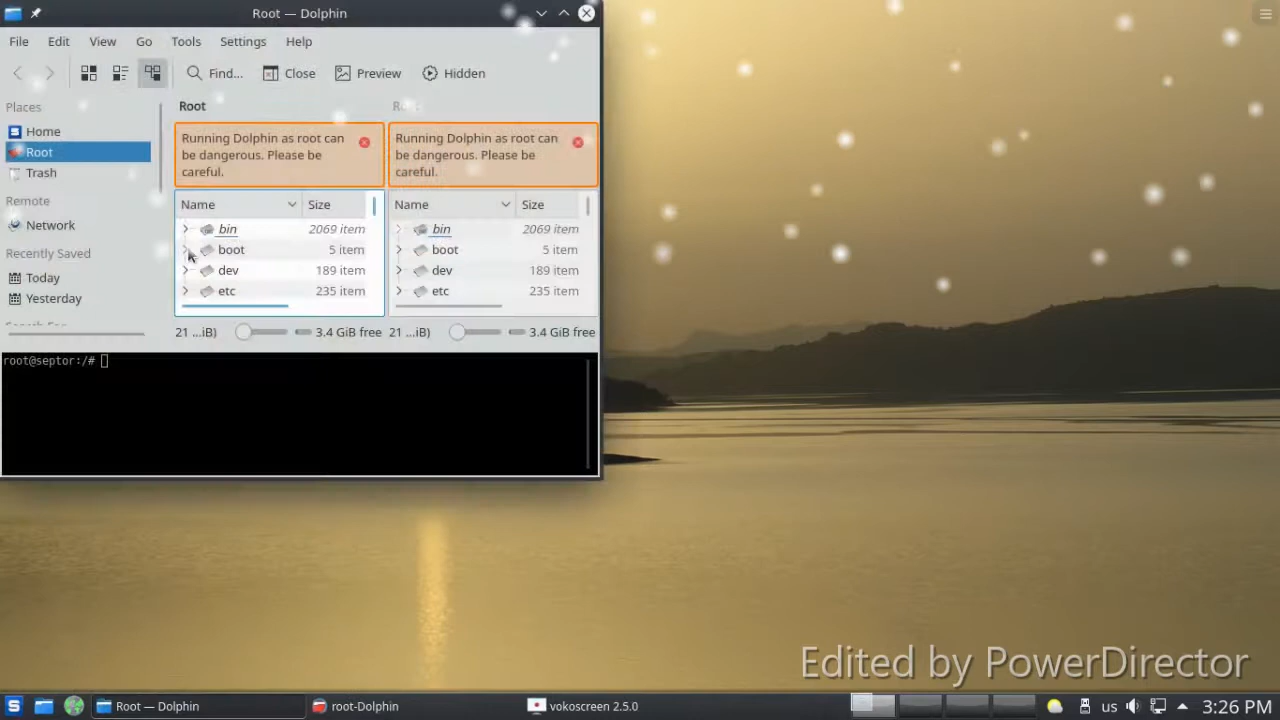 Root — Dolphin
File Edit View Go Tools Settings Help
Find... Close Preview Hidden
Places
Home
Root
Trash
Remote
Network
Recently Saved
Today
Yesterday
Root
Running Dolphin as root can
be dangerous. Please be
careful.
Name Size
bin 2069 item
boot 5 item
dev 189 item
etc 235 item
21 ...iB) 3.4 GiB free
Running Dolphin as root can
be dangerous. Please be
careful.
Name Size
bin 2069 item
boot 5 item
dev 189 item
etc 235 item
21 ...iB) 3.4 GiB free
root@septor:/#
Edited by PowerDirector
Root — Dolphin root-Dolphin vokoscreen 2.5.0 us 3:26 PM